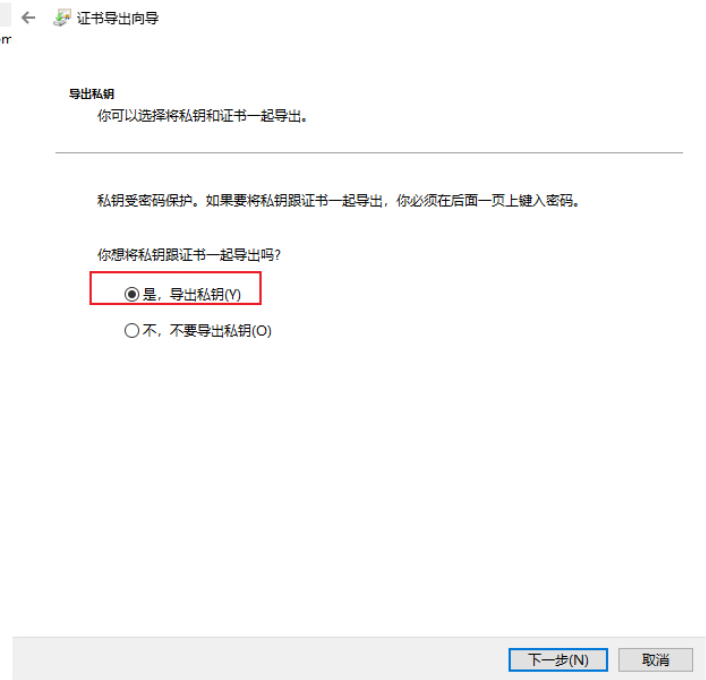 证书导出向导
导出私钥
你可以选择将私钥和证书一起导出。
私钥受密码保护。如果要将私钥跟证书一起导出，你必须在后面一页上键入密码。
你想将私钥跟证书一起导出吗?
是，导出私钥(Y)
不，不要导出私钥(O)
下一步(N)
取消